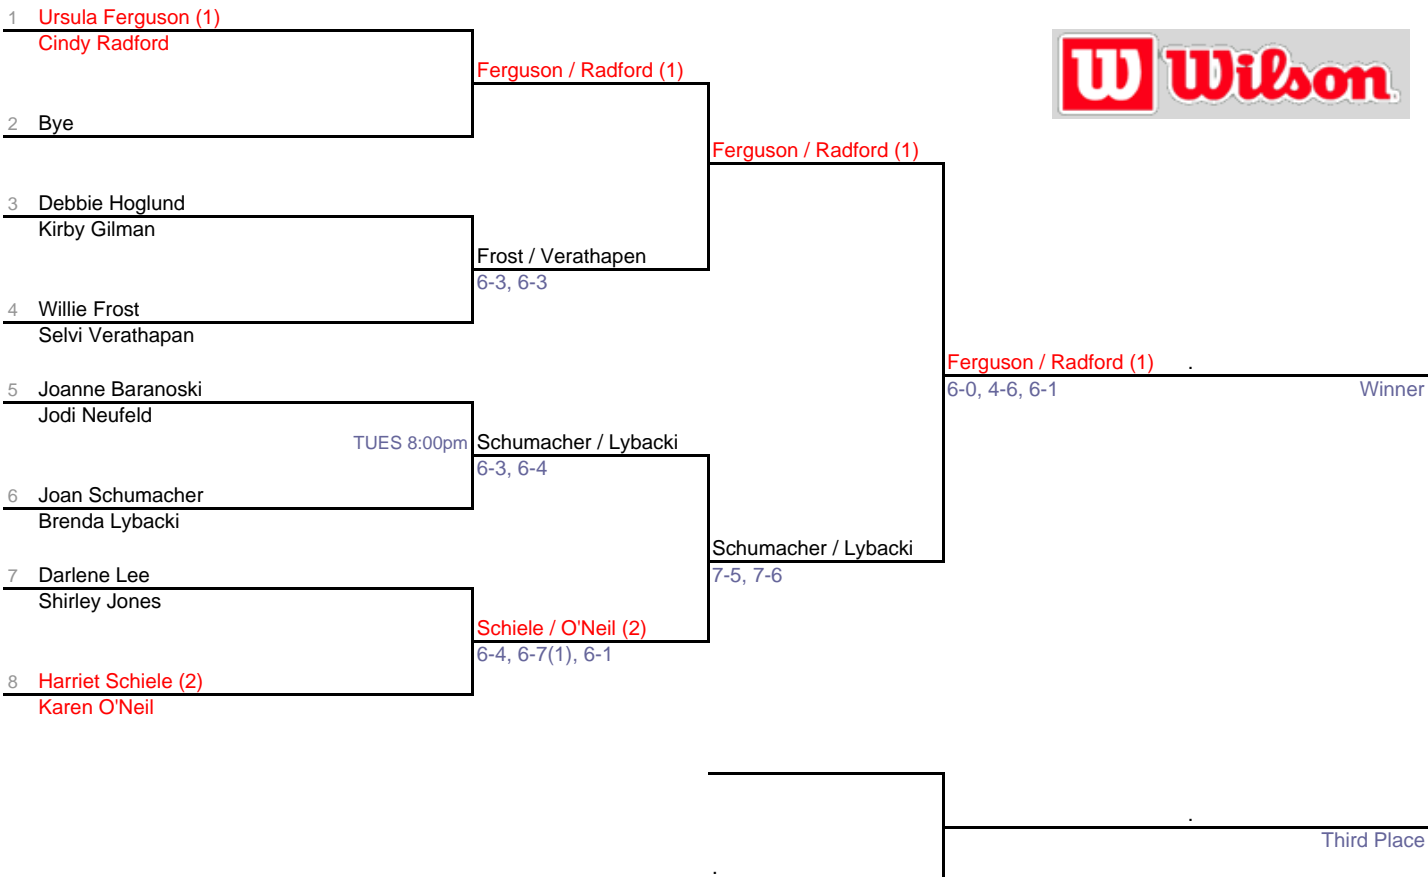 1 Ursula Ferguson (1)
Cindy Radford
Ferguson / Radford (1)
W Wilson
2 Bye
Ferguson / Radford (1)
3 Debbie Hoglund
Kirby Gilman
Frost / Verathapen
6-3, 6-3
4 Willie Frost
Selvi Verathapan
Ferguson / Radford (1) .
6-0, 4-6, 6-1 Winner
5 Joanne Baranoski
Jodi Neufeld
TUES 8:00pm Schumacher / Lybacki
6-3, 6-4
6 Joan Schumacher
Brenda Lybacki
Schumacher / Lybacki
7-5, 7-6
7 Darlene Lee
Shirley Jones
Schiele / O'Neil (2)
6-4, 6-7(1), 6-1
8 Harriet Schiele (2)
Karen O'Neil
.
Third Place
.